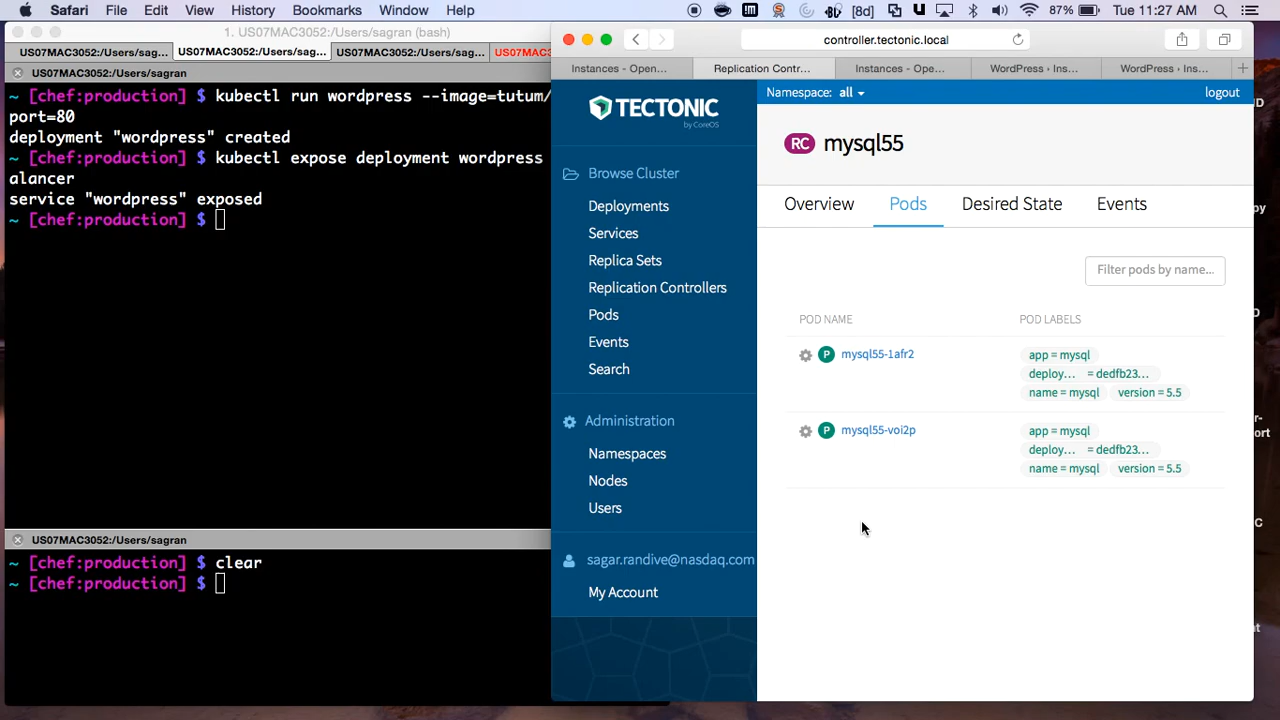 Safari File Edit View History Bookmarks Window Help [8d] 87% Tue 11:27 AM
1. US07MAC3052:/Users/sagran (bash)
US07MAC3052:/Users/sag... US07MAC3052:/Users/sag... US07MAC3052:/Users/sag... US07MAC
US07MAC3052:/Users/sagran
~ [chef:production] $ kubectl run wordpress --image=tutum/
port=80
deployment "wordpress" created
~ [chef:production] $ kubectl expose deployment wordpress
alancer
service "wordpress" exposed
~ [chef:production] $
US07MAC3052:/Users/sagran
~ [chef:production] $ clear
~ [chef:production] $
controller.tectonic.local
Instances - Open... Replication Contr... Instances - Ope... WordPress › Ins... WordPress › Ins...
TECTONIC
by CoreOS
Browse Cluster
Deployments
Services
Replica Sets
Replication Controllers
Pods
Events
Search
Administration
Namespaces
Nodes
Users
sagar.randive@nasdaq.com
My Account
Namespace: all logout
RC mysql55
Overview Pods Desired State Events
Filter pods by name...
POD NAME POD LABELS
P mysql55-1afr2 app = mysql
deploy... = dedfb23...
name = mysql version = 5.5
P mysql55-voi2p app = mysql
deploy... = dedfb23...
name = mysql version = 5.5